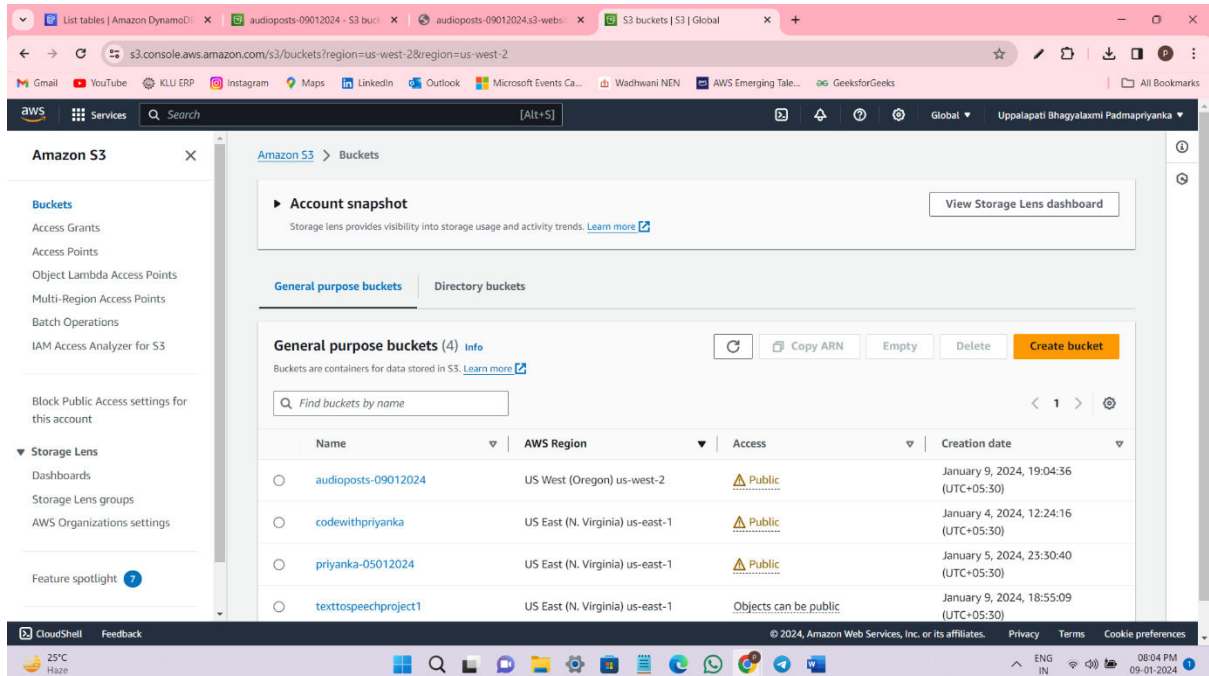 List tables | Amazon DynamoD
audioposts-09012024 - S3 buck
audioposts-09012024.s3-websit
S3 buckets | S3 | Global
s3.console.aws.amazon.com/s3/buckets?region=us-west-2&region=us-west-2
Gmail YouTube KLU ERP Instagram Maps LinkedIn Outlook Microsoft Events Ca... Wadhwani NEN AWS Emerging Tale... GeeksforGeeks All Bookmarks
aws Services Search [Alt+S] Global Uppalapati Bhagyalaxmi Padmapriyanka
Amazon S3
Buckets
Access Grants
Access Points
Object Lambda Access Points
Multi-Region Access Points
Batch Operations
IAM Access Analyzer for S3
Block Public Access settings for
this account
Storage Lens
Dashboards
Storage Lens groups
AWS Organizations settings
Feature spotlight 7
Amazon S3 > Buckets
Account snapshot
View Storage Lens dashboard
Storage lens provides visibility into storage usage and activity trends. Learn more
General purpose buckets Directory buckets
General purpose buckets (4) Info
Copy ARN Empty Delete Create bucket
Buckets are containers for data stored in S3. Learn more
Find buckets by name
1
Name AWS Region Access Creation date
audioposts-09012024 US West (Oregon) us-west-2 Public January 9, 2024, 19:04:36
(UTC+05:30)
codewithpriyanka US East (N. Virginia) us-east-1 Public January 4, 2024, 12:24:16
(UTC+05:30)
priyanka-05012024 US East (N. Virginia) us-east-1 Public January 5, 2024, 23:30:40
(UTC+05:30)
texttospeechproject1 US East (N. Virginia) us-east-1 Objects can be public January 9, 2024, 18:55:09
(UTC+05:30)
CloudShell Feedback © 2024, Amazon Web Services, Inc. or its affiliates. Privacy Terms Cookie preferences
25°C
Haze
ENG
IN
08:04 PM
09-01-2024
1